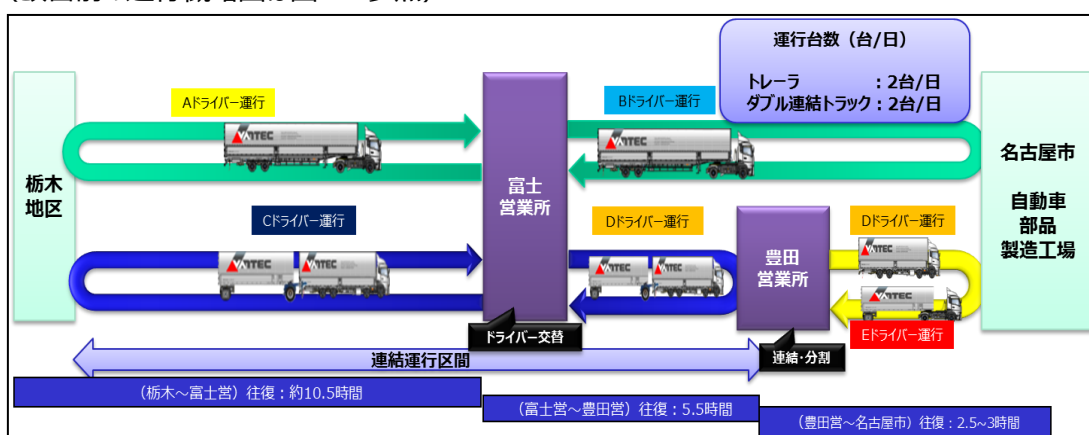 運行台数（台/日）
トレーラ　　　　：2台/日
ダブル連結トラック：2台/日
Aドライバー運行
Bドライバー運行
栃木
地区
富士
営業所
名古屋市
自動車
部品
製造工場
Cドライバー運行
Dドライバー運行
Dドライバー運行
豊田
営業所
Eドライバー運行
ドライバー交替
連結・分割
連結運行区間
（栃木～富士営）往復：約10.5時間
（富士営～豊田営）往復：5.5時間
（豊田営～名古屋市）往復：2.5~3時間
VANTEC
VANTEC
VANTEC
VANTEC
VANTEC
VANTEC
VANTEC
VANTEC